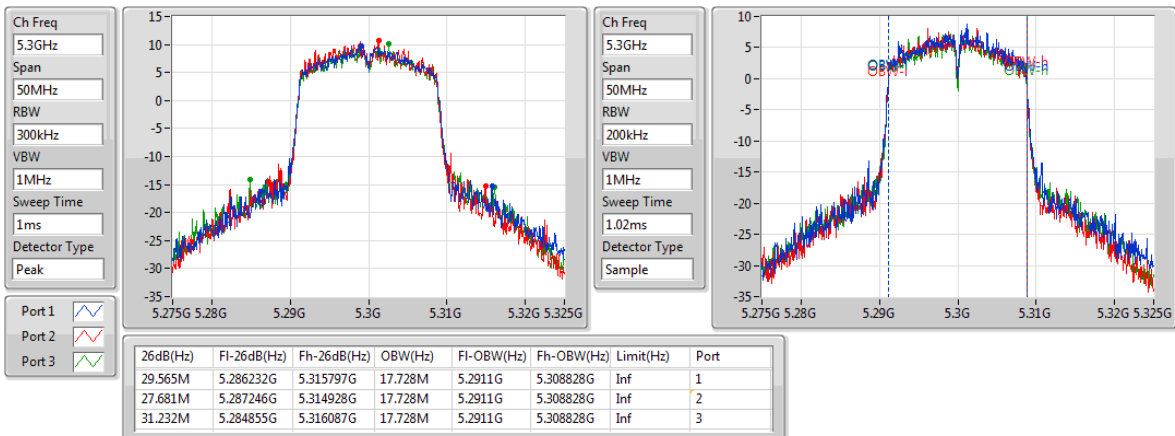 Ch Freq
5.3GHz
Span
50MHz
RBW
300kHz
VBW
1MHz
Sweep Time
1ms
Detector Type
Peak
Port 1
Port 2
Port 3
15
10
5
0
-5
-10
-15
-20
-25
-30
-35
5.275G 5.28G 5.29G 5.3G 5.31G 5.32G 5.325G
Ch Freq
5.3GHz
Span
50MHz
RBW
200kHz
VBW
1MHz
Sweep Time
1.02ms
Detector Type
Sample
10
5
0
-5
-10
-15
-20
-25
-30
-35
OBW-l OBW-h
5.275G 5.28G 5.29G 5.3G 5.31G 5.32G 5.325G
26dB(Hz) Fl-26dB(Hz) Fh-26dB(Hz) OBW(Hz) Fl-OBW(Hz) Fh-OBW(Hz) Limit(Hz) Port
29.565M 5.286232G 5.315797G 17.728M 5.2911G 5.308828G Inf 1
27.681M 5.287246G 5.314928G 17.728M 5.2911G 5.308828G Inf 2
31.232M 5.284855G 5.316087G 17.728M 5.2911G 5.308828G Inf 3